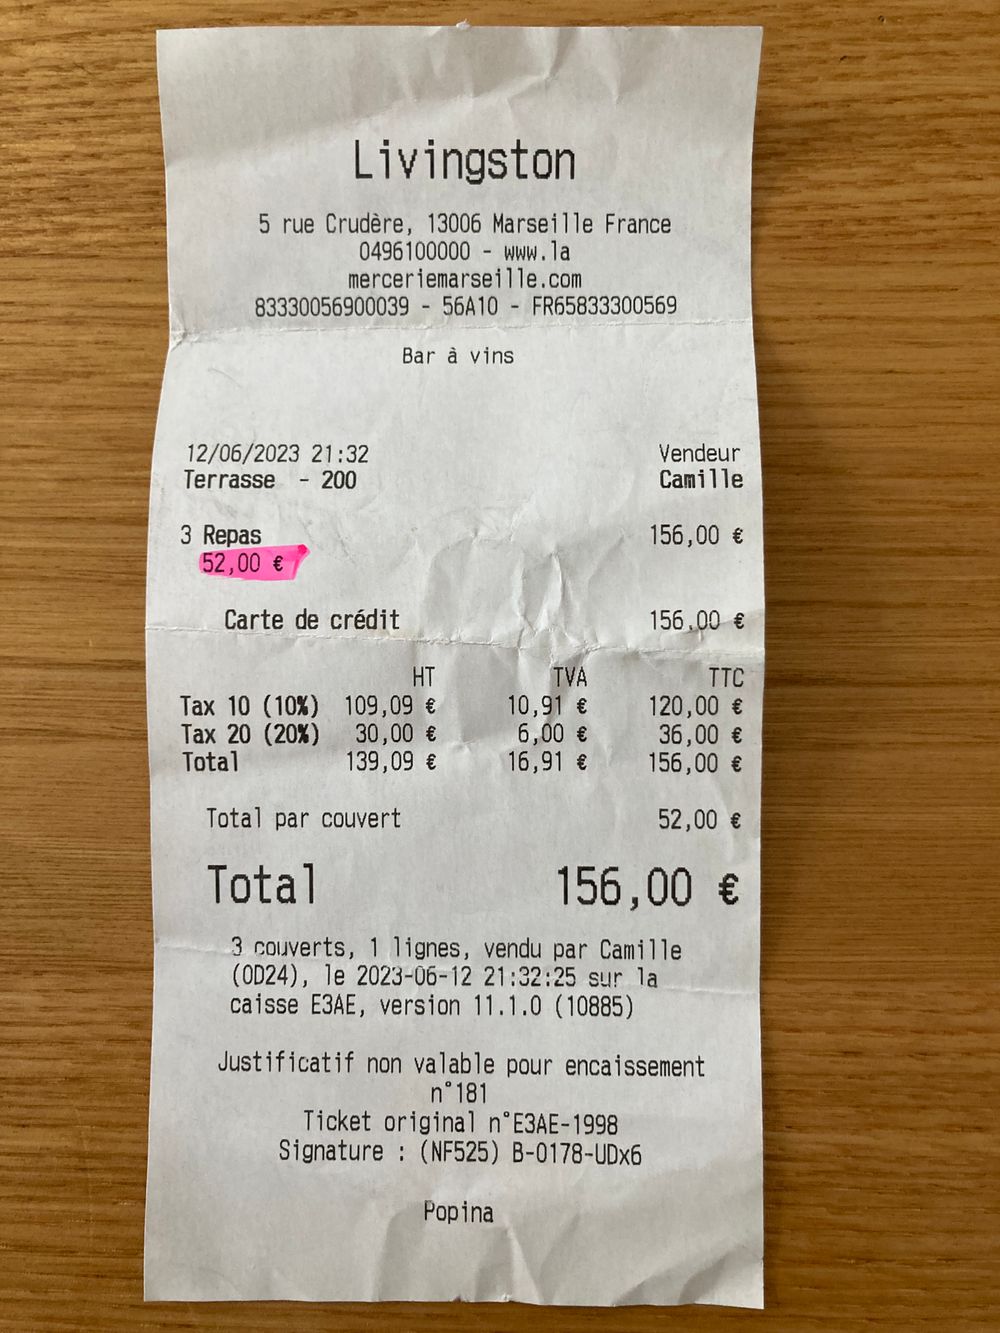 Livingston
5 rue Crudère, 13006 Marseille France
0496100000 - www.la
merceriemarseille.com
83330056900039 - 56A10 - FR65833300569
Bar à vins
12/06/2023 21:32 Vendeur
Terrasse - 200 Camille
3 Repas 156,00 €
52,00 €
Carte de crédit 156,00 €
HT TVA TTC
Tax 10 (10%) 109,09 € 10,91 € 120,00 €
Tax 20 (20%) 30,00 € 6,00 € 36,00 €
Total 139,09 € 16,91 € 156,00 €
Total par couvert 52,00 €
Total 156,00 €
3 couverts, 1 lignes, vendu par Camille
(0D24), le 2023-06-12 21:32:25 sur la
caisse E3AE, version 11.1.0 (10885)
Justificatif non valable pour encaissement
n°181
Ticket original n°E3AE-1998
Signature : (NF525) B-0178-UDx6
Popina